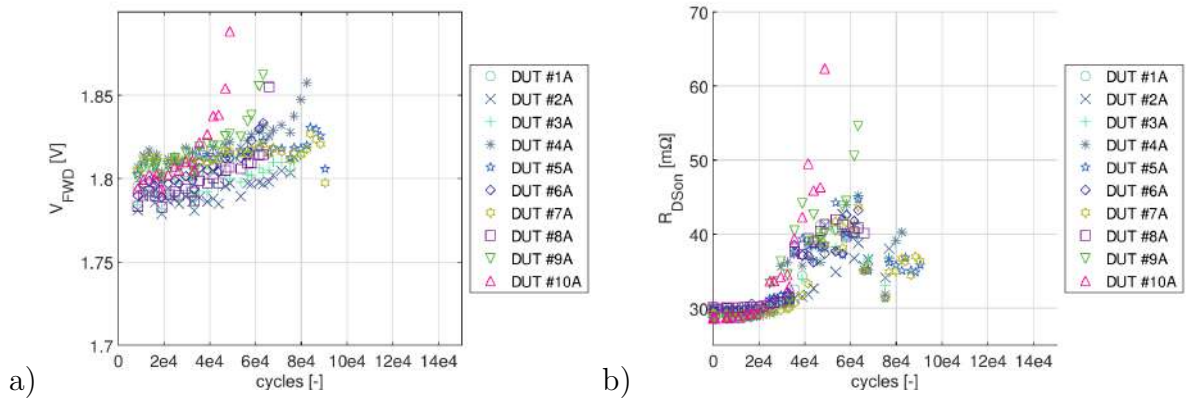 V_FWD [V]
1.85
1.8
1.75
1.7
0 2e4 4e4 6e4 8e4 10e4 12e4 14e4
cycles [-]
DUT #1A
DUT #2A
DUT #3A
DUT #4A
DUT #5A
DUT #6A
DUT #7A
DUT #8A
DUT #9A
DUT #10A
a)
R_DSon [mΩ]
70
60
50
40
30
0 2e4 4e4 6e4 8e4 10e4 12e4 14e4
cycles [-]
DUT #1A
DUT #2A
DUT #3A
DUT #4A
DUT #5A
DUT #6A
DUT #7A
DUT #8A
DUT #9A
DUT #10A
b)